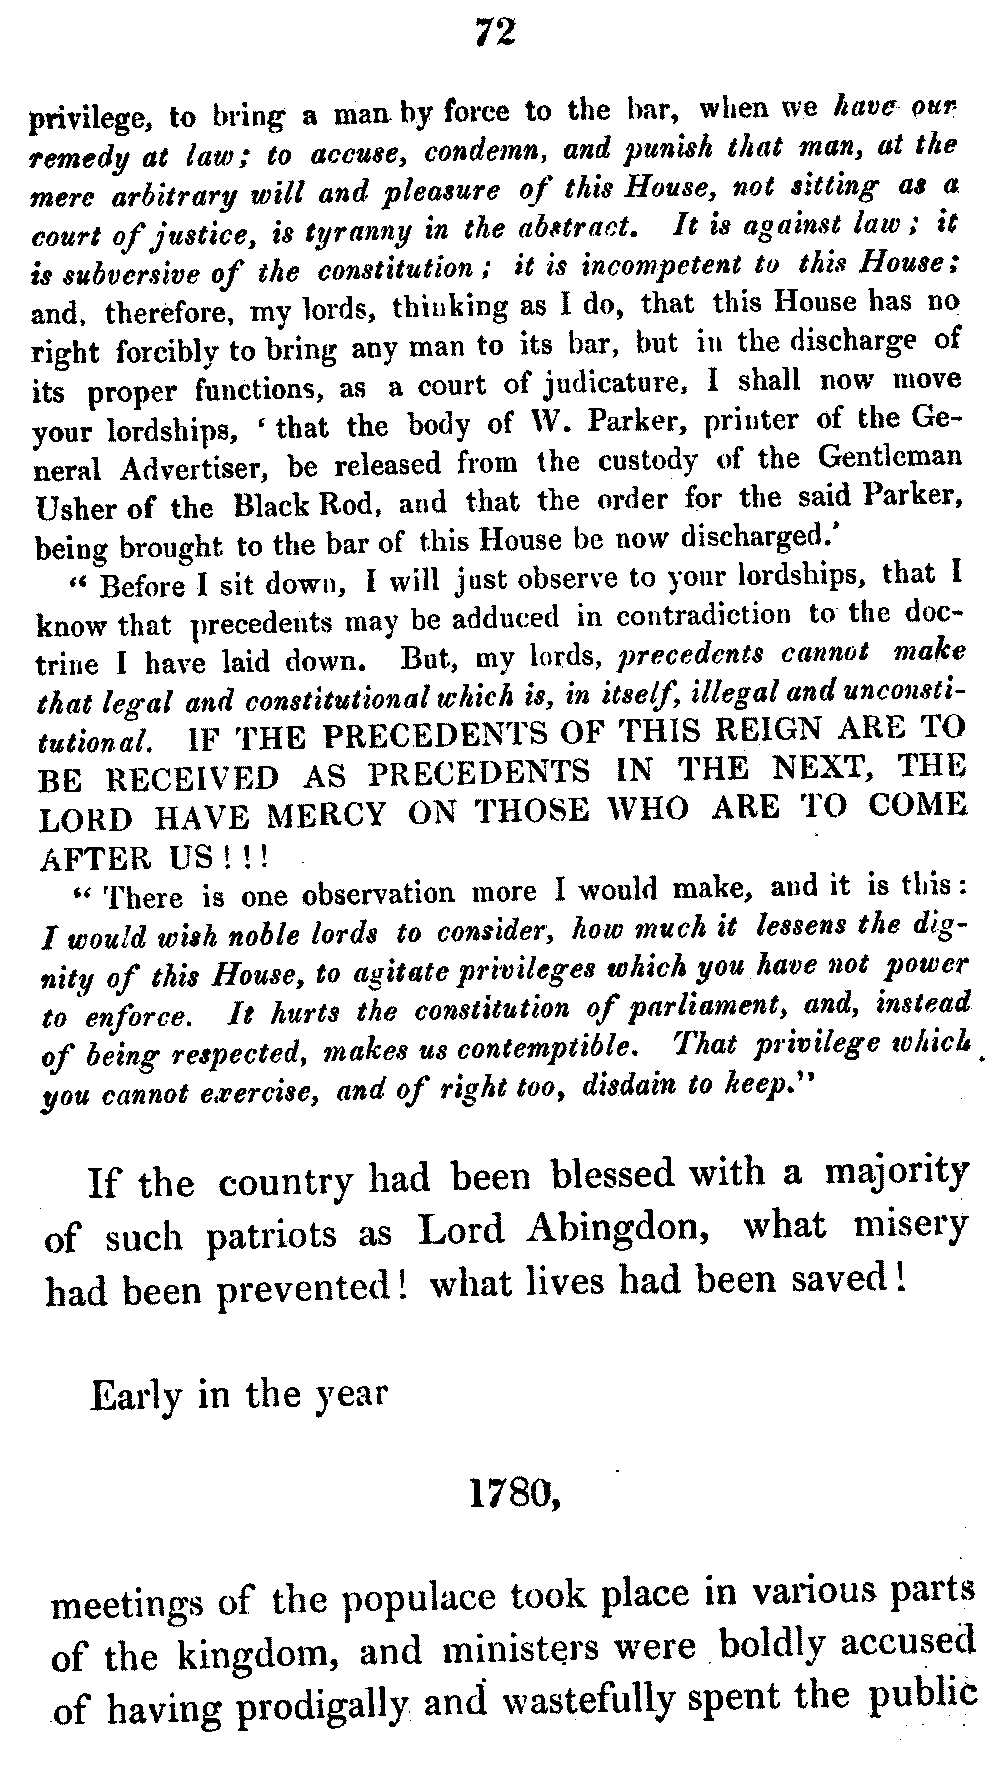 72
privilege, to bring a man by force to the bar, when we have our
remedy at law; to accuse, condemn, and punish that man, at the
mere arbitrary will and pleasure of this House, not sitting as a
court of justice, is tyranny in the abstract. It is against law; it
is subversive of the constitution; it is incompetent to this House;
and, therefore, my lords, thinking as I do, that this House has no
right forcibly to bring any man to its bar, but in the discharge of
its proper functions, as a court of judicature, I shall now move
your lordships, ‘that the body of W. Parker, printer of the Ge-
neral Advertiser, be released from the custody of the Gentleman
Usher of the Black Rod, and that the order for the said Parker,
being brought to the bar of this House be now discharged.’
“Before I sit down, I will just observe to your lordships, that I
know that precedents may be adduced in contradiction to the doc-
trine I have laid down. But, my lords, precedents cannot make
that legal and constitutional which is, in itself, illegal and unconsti-
tutional. IF THE PRECEDENTS OF THIS REIGN ARE TO
BE RECEIVED AS PRECEDENTS IN THE NEXT, THE
LORD HAVE MERCY ON THOSE WHO ARE TO COME
AFTER US!!!
“There is one observation more I would make, and it is this:
I would wish noble lords to consider, how much it lessens the dig-
nity of this House, to agitate privileges which you have not power
to enforce. It hurts the constitution of parliament, and, instead
of being respected, makes us contemptible. That privilege which
you cannot exercise, and of right too, disdain to keep.”
If the country had been blessed with a majority
of such patriots as Lord Abingdon, what misery
had been prevented! what lives had been saved!
Early in the year
1780,
meetings of the populace took place in various parts
of the kingdom, and ministers were boldly accused
of having prodigally and wastefully spent the public